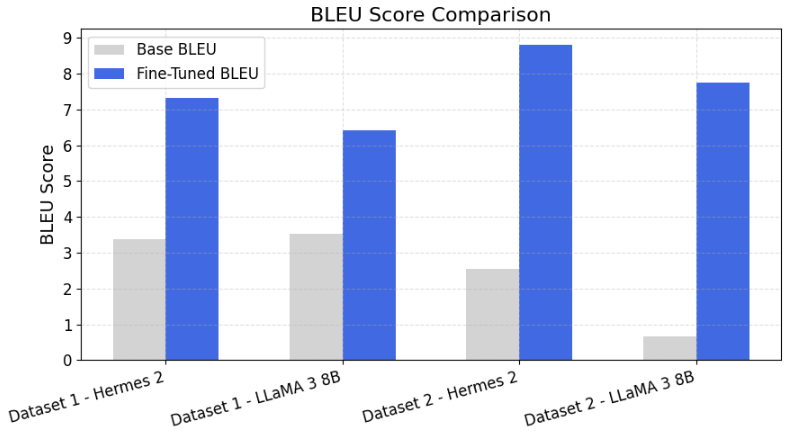 BLEU Score Comparison
Base BLEU
Fine-Tuned BLEU
BLEU Score
9
8
7
6
5
4
3
2
1
0
Dataset 1 - Hermes 2
Dataset 1 - LLaMA 3 8B
Dataset 2 - Hermes 2
Dataset 2 - LLaMA 3 8B